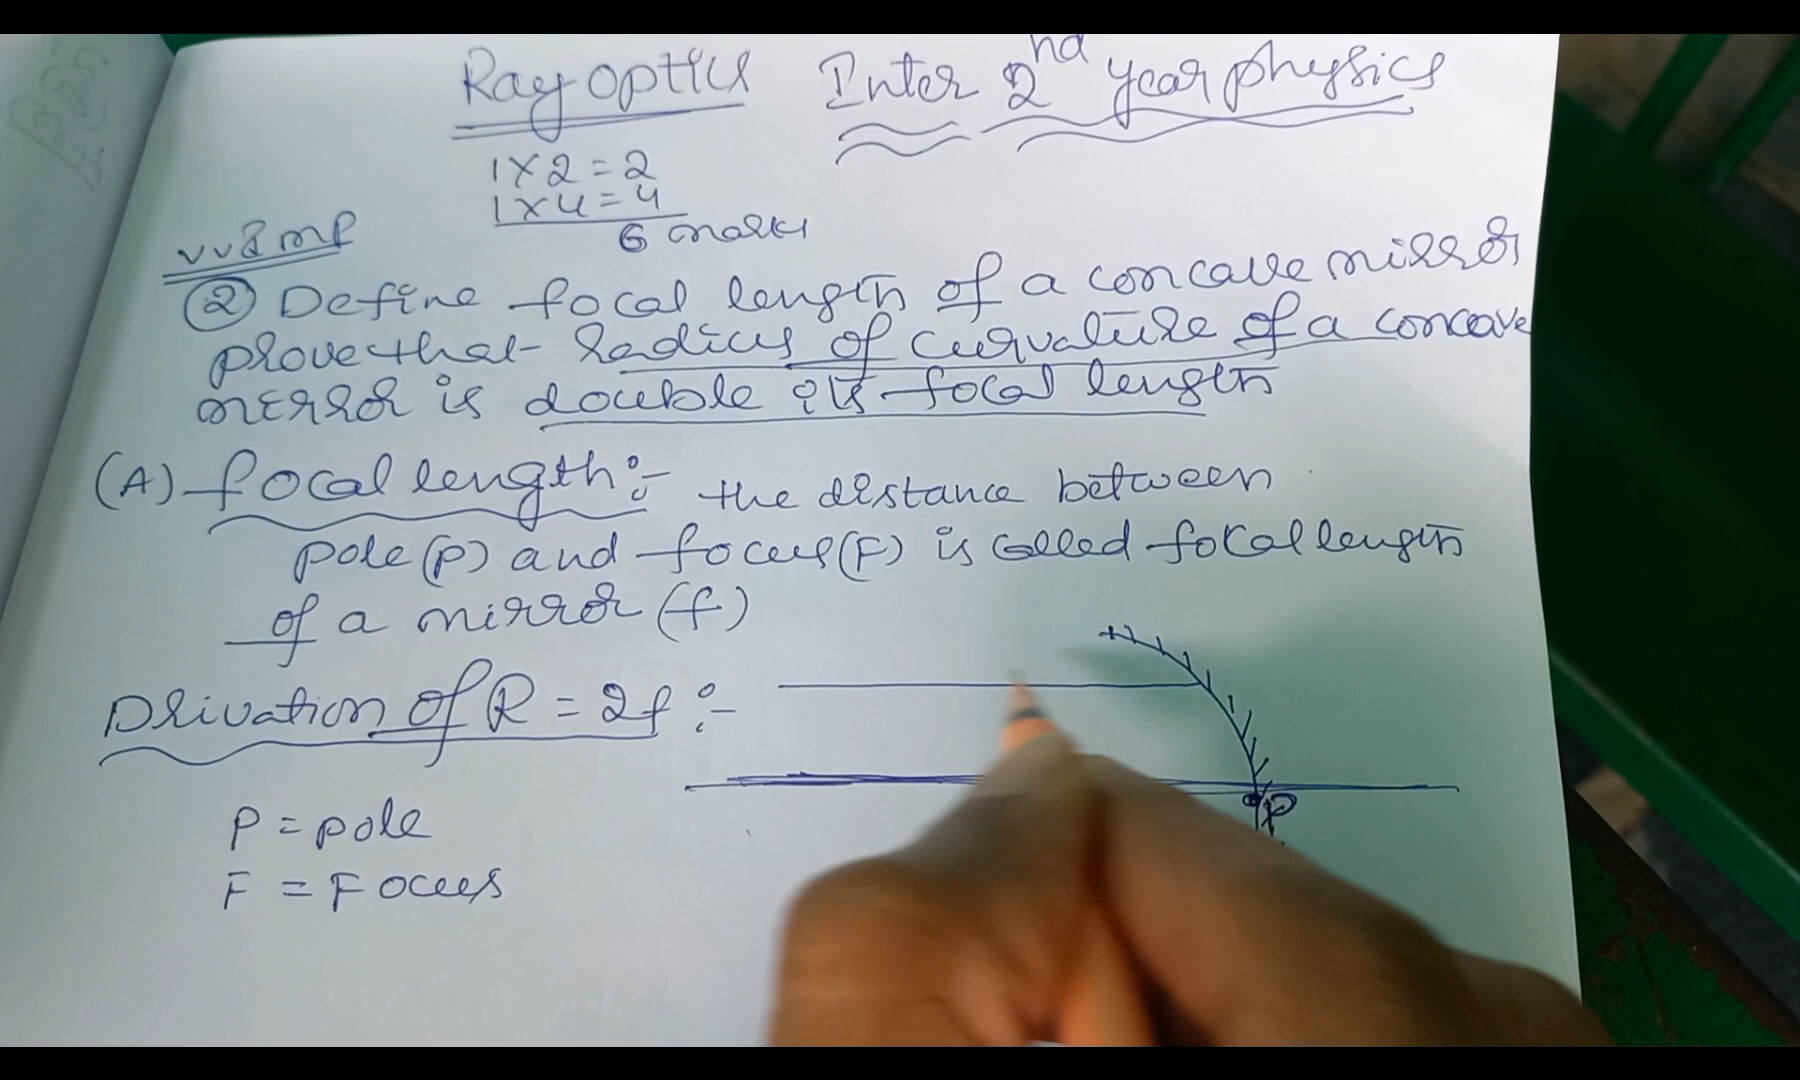 Ray optics Inter 2nd year physics
1 x 2 = 2
1 x 4 = 4
6 marks
vv Imp
(2) Define focal length of a concave mirror
prove that radius of curvature of a concave
mirror is double its focal length
(A) focal length :- the distance between
pole (p) and focus (F) is called focal length
of a mirror (f)
Drivation of R = 2f :-
P = pole
F = Focus
P